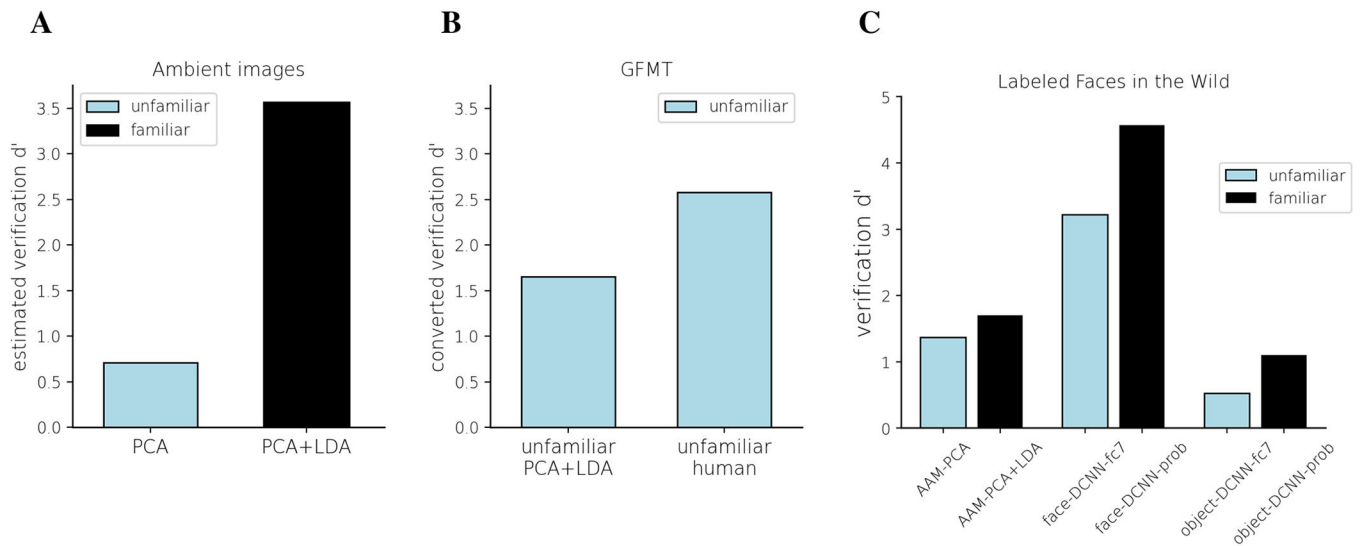 A
Ambient images
unfamiliar
familiar
estimated verification d'
3.5
3.0
2.5
2.0
1.5
1.0
0.5
0.0
PCA
PCA+LDA
B
GFMT
unfamiliar
converted verification d'
3.5
3.0
2.5
2.0
1.5
1.0
0.5
0.0
unfamiliar
PCA+LDA
unfamiliar
human
C
Labeled Faces in the Wild
unfamiliar
familiar
verification d'
5
4
3
2
1
0
AAM-PCA
AAM-PCA+LDA
face-DCNN-fc7
face-DCNN-prob
object-DCNN-fc7
object-DCNN-prob